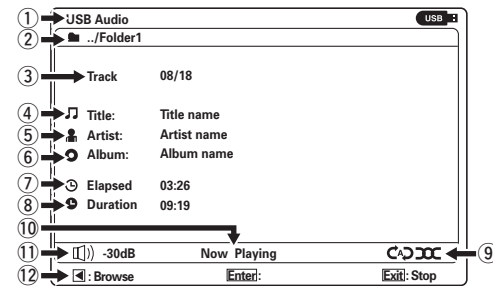 ① USB Audio USB
② ../Folder1
③ Track 08/18
④ Title: Title name
⑤ Artist: Artist name
⑥ Album: Album name
⑦ Elapsed 03:26
⑧ Duration 09:19
⑩
⑪ -30dB Now Playing A ⑨
⑫ : Browse Enter: Exit: Stop